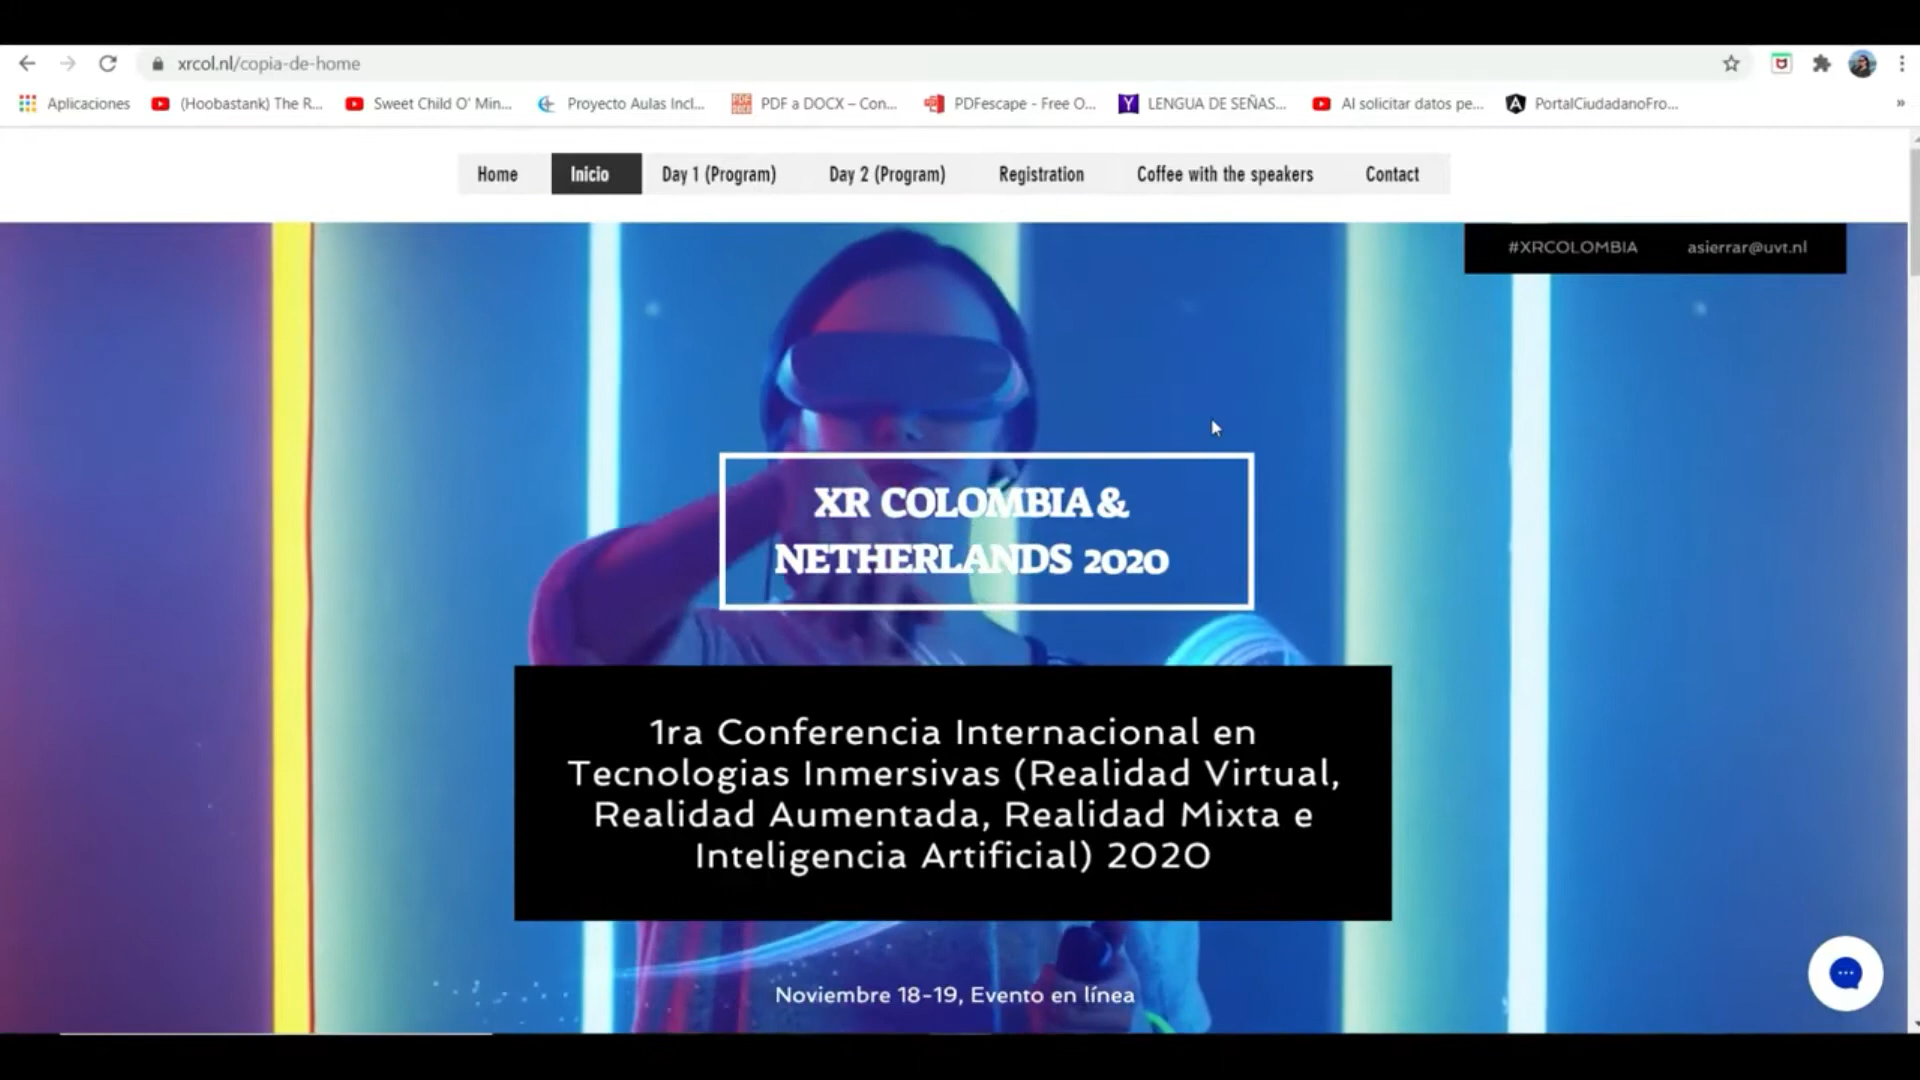 xrcol.nl/copia-de-home
Aplicaciones (Hoobastank) The R... Sweet Child O' Min... Proyecto Aulas Incl... PDF a DOCX – Con... PDFescape - Free O... LENGUA DE SEÑAS... Al solicitar datos pe... PortalCiudadanoFro... »
Home Inicio Day 1 (Program) Day 2 (Program) Registration Coffee with the speakers Contact
#XRCOLOMBIA asierrar@uvt.nl
XR COLOMBIA &
NETHERLANDS 2020
1ra Conferencia Internacional en
Tecnologias Inmersivas (Realidad Virtual,
Realidad Aumentada, Realidad Mixta e
Inteligencia Artificial) 2020
Noviembre 18-19, Evento en línea